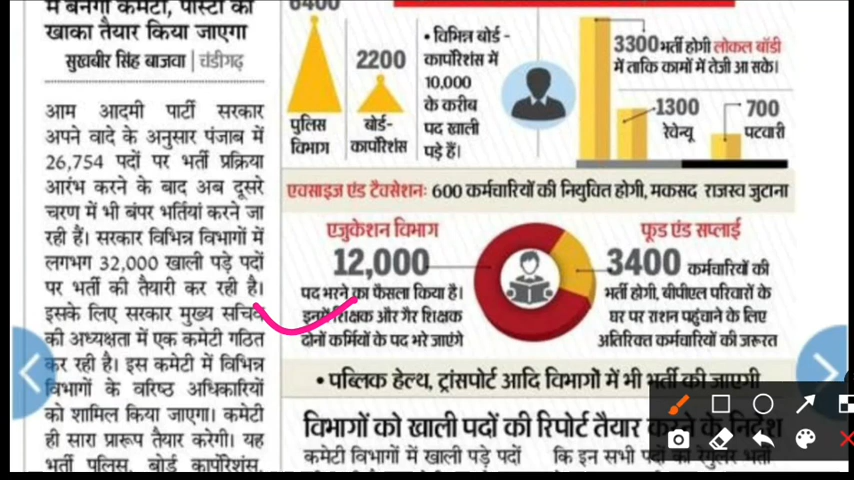 में बनेगी कमेटी, पोस्टों का
खाका तैयार किया जाएगा
सुखबीर सिंह बाजवा | चंडीगढ़
आम आदमी पार्टी सरकार
अपने वादे के अनुसार पंजाब में
26,754 पदों पर भर्ती प्रक्रिया
आरंभ करने के बाद अब दूसरे
चरण में भी बंपर भर्तियां करने जा
रही हैं। सरकार विभिन्न विभागों में
लगभग 32,000 खाली पड़े पदों
पर भर्ती की तैयारी कर रही है।
इसके लिए सरकार मुख्य सचिव
की अध्यक्षता में एक कमेटी गठित
कर रही है। इस कमेटी में विभिन्न
विभागों के वरिष्ठ अधिकारियों
को शामिल किया जाएगा। कमेटी
ही सारा प्रारूप तैयार करेगी। यह
भर्ती पुलिस, बोर्ड कार्पोरेशंस,
6400
पुलिस
विभाग
2200
बोर्ड-
कार्पोरेशंस
• विभिन्न बोर्ड -
कार्पोरेशंस में
10,000
के करीब
पद खाली
पड़े हैं।
3300 भर्ती होगी लोकल बॉडी
में ताकि कामों में तेजी आ सके।
1300
रेवेन्यू
700
पटवारी
एक्साइज एंड टैक्सेशन: 600 कर्मचारियों की नियुक्ति होगी, मकसद राजस्व जुटाना
एजुकेशन विभाग
12,000
पद भरने का फैसला किया है।
इनमें शिक्षक और गैर शिक्षक
दोनों कर्मियों के पद भरे जाएंगे
फूड एंड सप्लाई
3400 कर्मचारियों की
भर्ती होगी, बीपीएल परिवारों के
घर पर राशन पहुंचाने के लिए
अतिरिक्त कर्मचारियों की जरूरत
• पब्लिक हेल्थ, ट्रांसपोर्ट आदि विभागों में भी भर्ती की जाएगी
विभागों को खाली पदों की रिपोर्ट तैयार करने के निर्देश
कमेटी विभागों में खाली पड़े पदों
कि इन सभी पदों को रेगुलर भर्ती